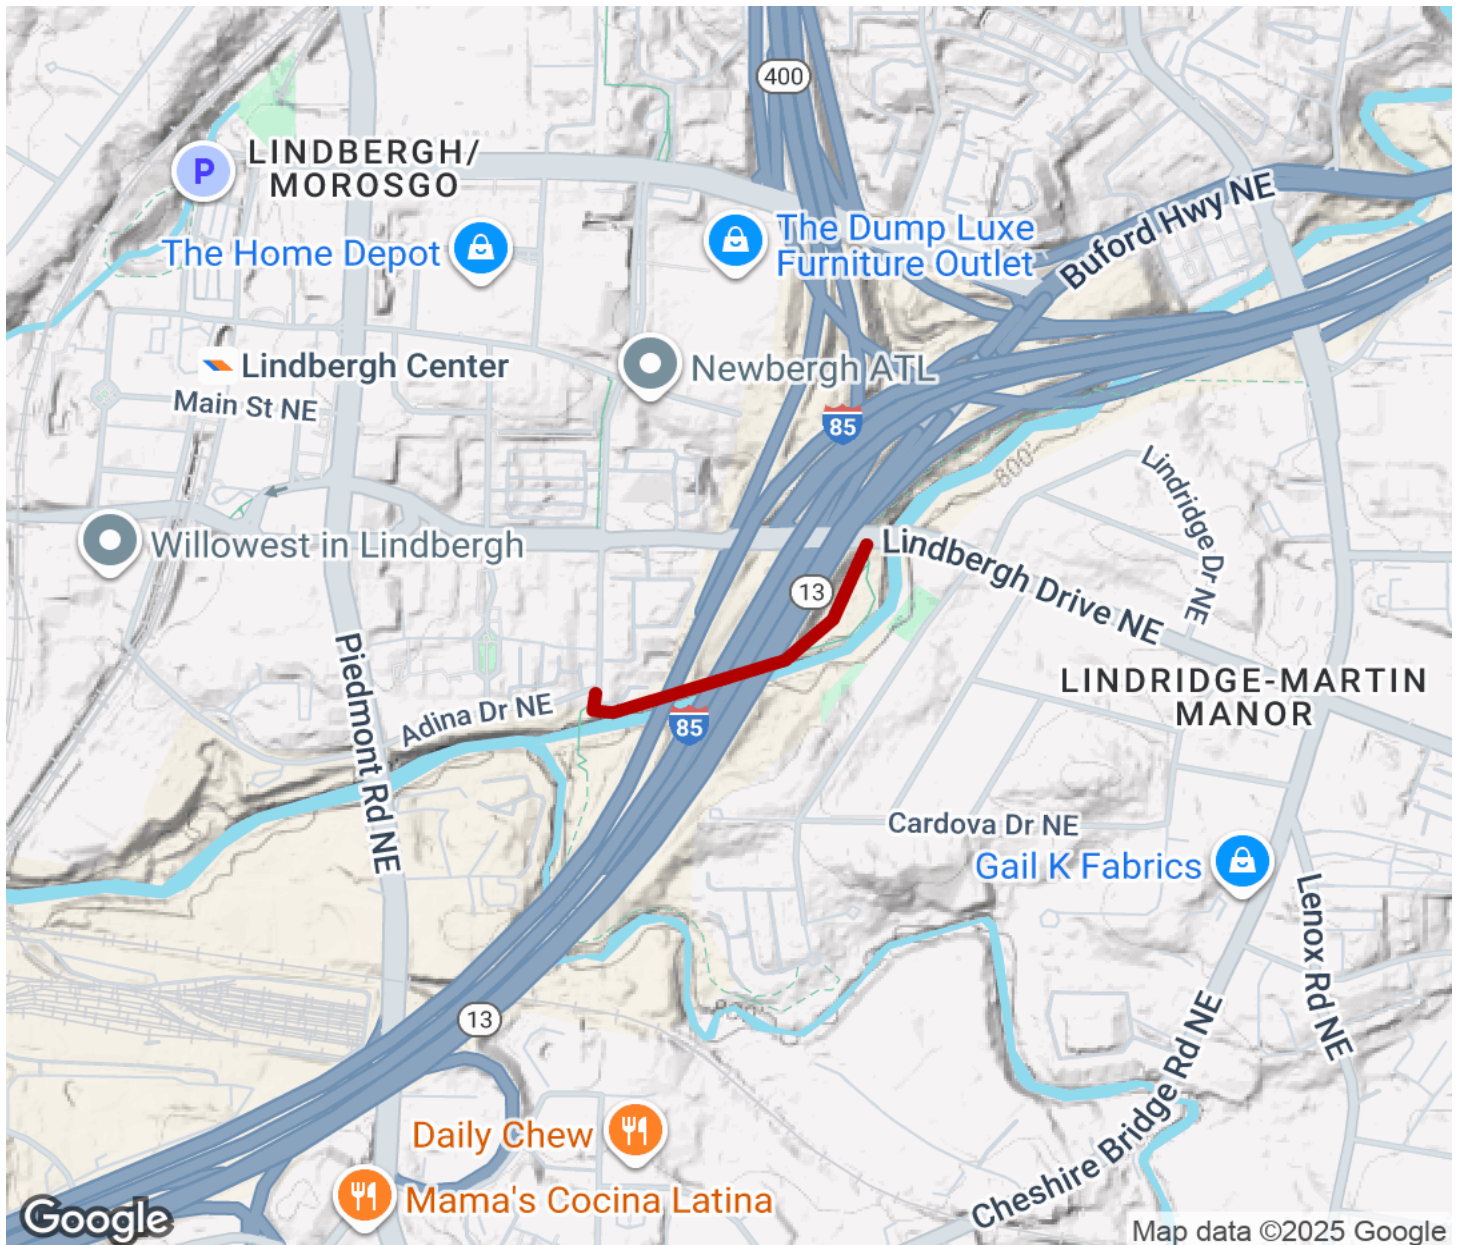 400
LINDBERGH/
MOROSGO
P
The Home Depot
The Dump Luxe
Furniture Outlet
Buford Hwy NE
Lindbergh Center
Newbergh ATL
Main St NE
85
800'
Lindridge Dr NE
Willowest in Lindbergh
Lindbergh Drive NE
13
Piedmont Rd NE
Adina Dr NE
85
LINDRIDGE-MARTIN
MANOR
Cardova Dr NE
Gail K Fabrics
Lenox Rd NE
13
Cheshire Bridge Rd NE
Daily Chew
Mama's Cocina Latina
Google
Map data ©2025 Google